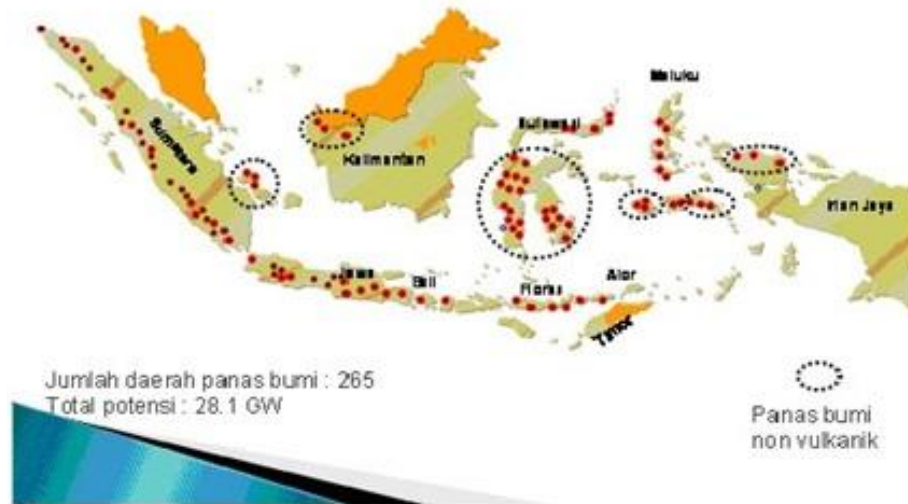 Maluku
Sulawesi
Sumatera
Kalimantan
Irian Jaya
Jawa
Bali
Flores
Alor
Timor
Jumlah daerah panas bumi : 265
Total potensi : 28.1 GW
Panas bumi
non vulkanik